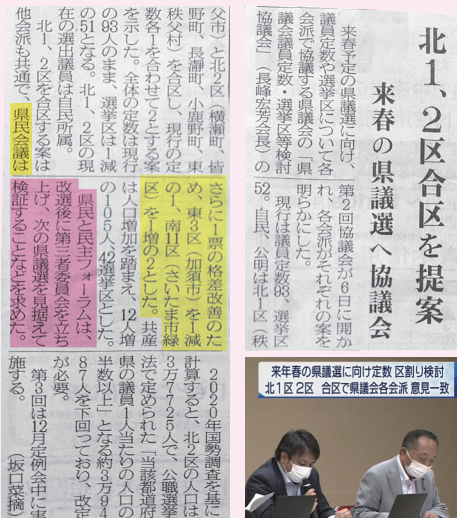 北1、2区合区を提案
来春の県議選へ協議会
来春予定の県議選に向け、
議員定数や選挙区について各
会派で協議する県議会の「県
議会議員定数・選挙区等検討
協議会」(長峰宏芳会長)の
第2回協議会が6日に開か
れ、各会派がそれぞれの案を
明らかにした。
現行は議員定数93、選挙区
52。自民、公明は北1区(秩
父市)と北2区(横瀬町、皆
野町、長瀞町、小鹿野町、東
秩父村)を合区し、現行の定
数各1を合わせて2とする案
を示した。全体の定数は現行
の93人のまま、選挙区は1減
の51となる。北1、2区の現
在の選出議員は自民所属。
北1、2区を合区する案は
他会派も共通で、県民会議は
さらに1票の格差改善のた
め、東3区(加須市)を1減
の1、南11区(さいたま市緑
区)を1増の2とした。共産
は人口増加を踏まえ、12人増
の105人、42選挙区とした。
県民と民主フォーラムは、
改選後に第三者委員会を立ち
上げ、次の県議選を見据えて
検証することなどを求めた。
2020年国勢調査を基に
計算すると、北2区の人口は
3万7725人で、公職選挙
法で定められた「当該都道府
県の議員1人当たりの人口の
半数以上」となる約3万94
87人を下回っており、改定
が必要。
第3回は12月定例会中に実
施する。(坂口菜摘)
来年春の県議選に向け定数 区割り検討
北1区2区 合区で県議会各会派 意見一致